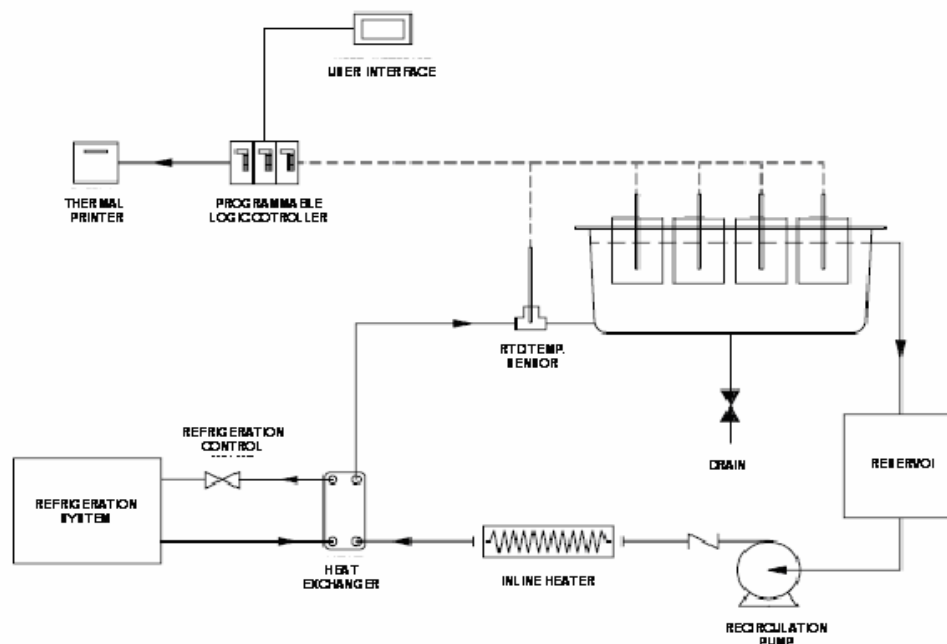 USER INTERFACE
THERMAL
PRINTER
PROGRAMMABLE
LOGIC CONTROLLER
RTD TEMP.
SENSOR
REFRIGERATION
CONTROL
DRAIN
RESERVOI
REFRIGERATION
SYSTEM
HEAT
EXCHANGER
INLINE HEATER
RECIRCULATION
PUMP